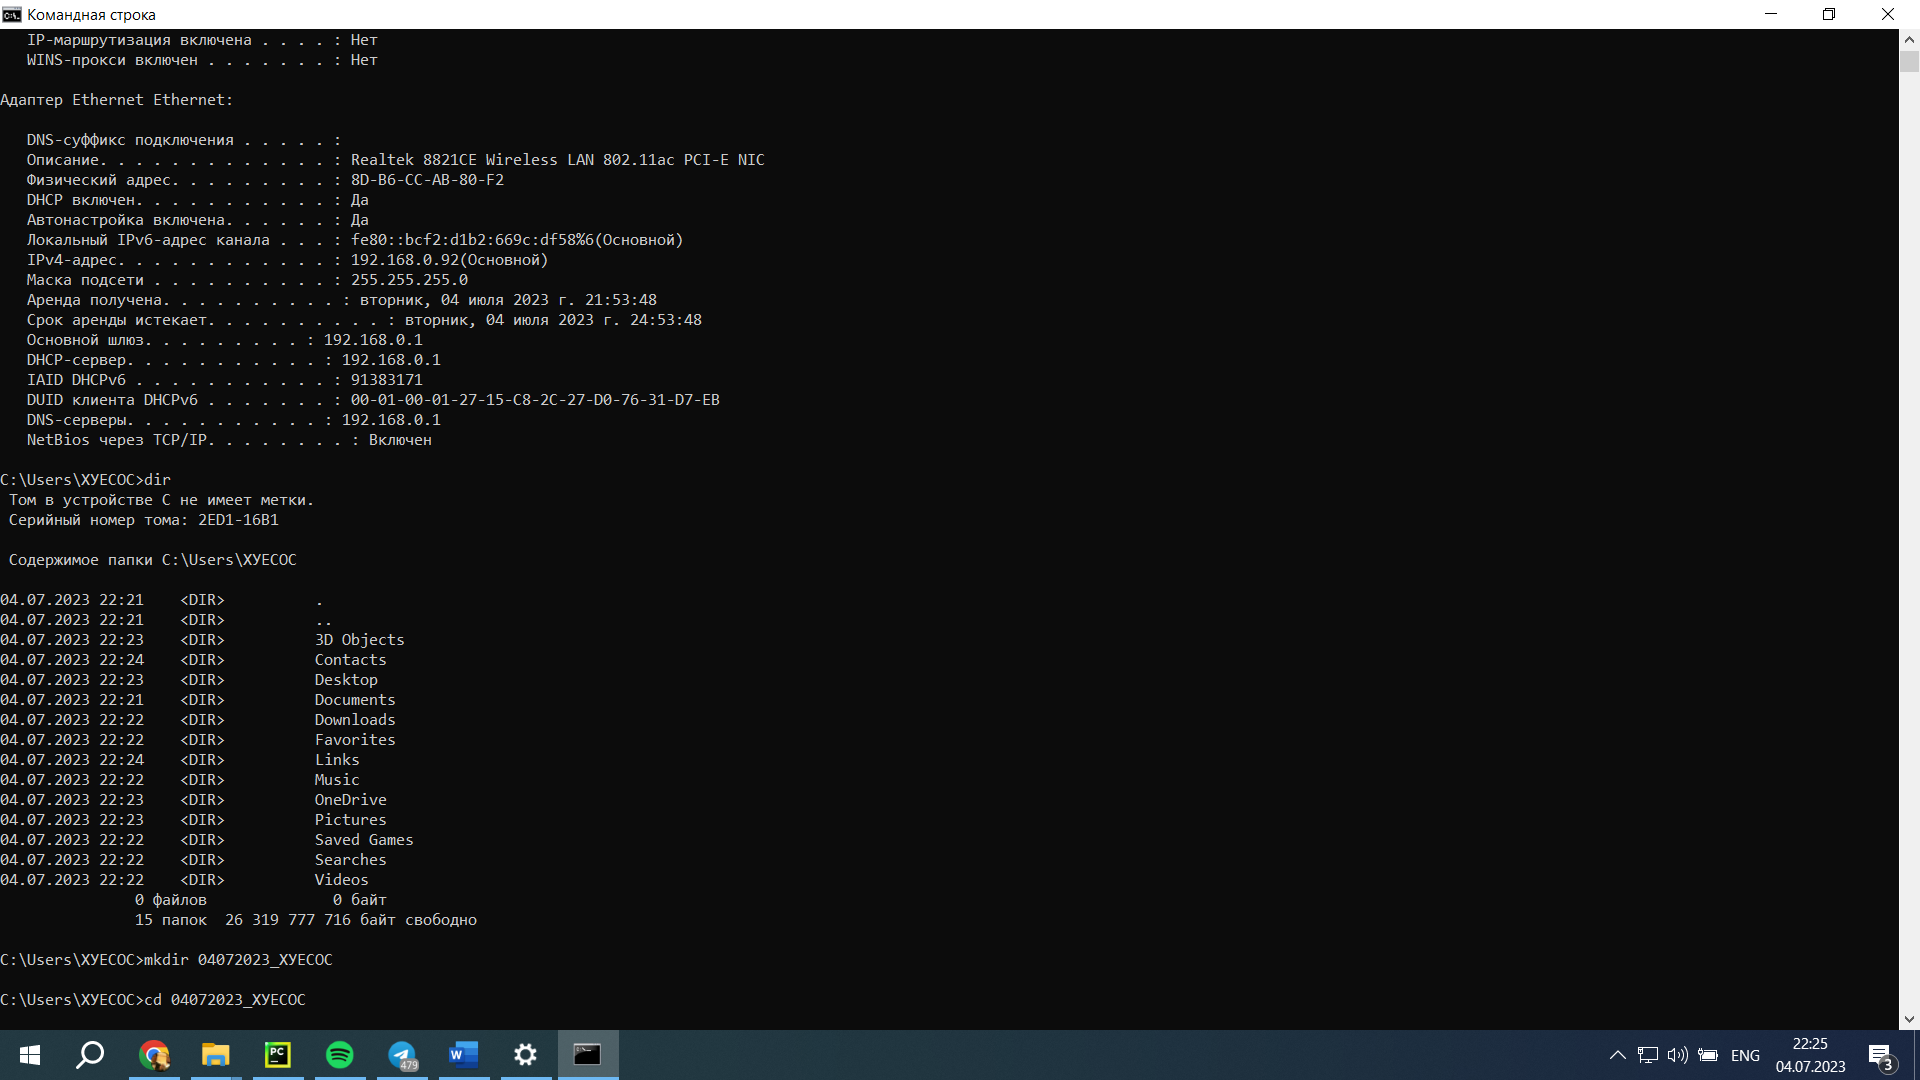 Командная строка
IP-маршрутизация включена . . . . : Нет
WINS-прокси включен . . . . . . . : Нет
Адаптер Ethernet Ethernet:
DNS-суффикс подключения . . . . . :
Описание. . . . . . . . . . . . . : Realtek 8821CE Wireless LAN 802.11ac PCI-E NIC
Физический адрес. . . . . . . . . : 8D-B6-CC-AB-80-F2
DHCP включен. . . . . . . . . . . : Да
Автонастройка включена. . . . . . : Да
Локальный IPv6-адрес канала . . . : fe80::bcf2:d1b2:669c:df58%6(Основной)
IPv4-адрес. . . . . . . . . . . . : 192.168.0.92(Основной)
Маска подсети . . . . . . . . . . : 255.255.255.0
Аренда получена. . . . . . . . . . : вторник, 04 июля 2023 г. 21:53:48
Срок аренды истекает. . . . . . . . . . : вторник, 04 июля 2023 г. 24:53:48
Основной шлюз. . . . . . . . . : 192.168.0.1
DHCP-сервер. . . . . . . . . . . : 192.168.0.1
IAID DHCPv6 . . . . . . . . . . . : 91383171
DUID клиента DHCPv6 . . . . . . . : 00-01-00-01-27-15-C8-2C-27-D0-76-31-D7-EB
DNS-серверы. . . . . . . . . . . : 192.168.0.1
NetBios через TCP/IP. . . . . . . . : Включен
C:\Users\ХУЕСОС>dir
Том в устройстве C не имеет метки.
Серийный номер тома: 2ED1-16B1
Содержимое папки C:\Users\ХУЕСОС
04.07.2023 22:21 <DIR> .
04.07.2023 22:21 <DIR> ..
04.07.2023 22:23 <DIR> 3D Objects
04.07.2023 22:24 <DIR> Contacts
04.07.2023 22:23 <DIR> Desktop
04.07.2023 22:21 <DIR> Documents
04.07.2023 22:22 <DIR> Downloads
04.07.2023 22:22 <DIR> Favorites
04.07.2023 22:24 <DIR> Links
04.07.2023 22:22 <DIR> Music
04.07.2023 22:23 <DIR> OneDrive
04.07.2023 22:23 <DIR> Pictures
04.07.2023 22:22 <DIR> Saved Games
04.07.2023 22:22 <DIR> Searches
04.07.2023 22:22 <DIR> Videos
0 файлов 0 байт
15 папок 26 319 777 716 байт свободно
C:\Users\ХУЕСОС>mkdir 04072023_ХУЕСОС
C:\Users\ХУЕСОС>cd 04072023_ХУЕСОС
PC
479
W
ENG
22:25
04.07.2023
3